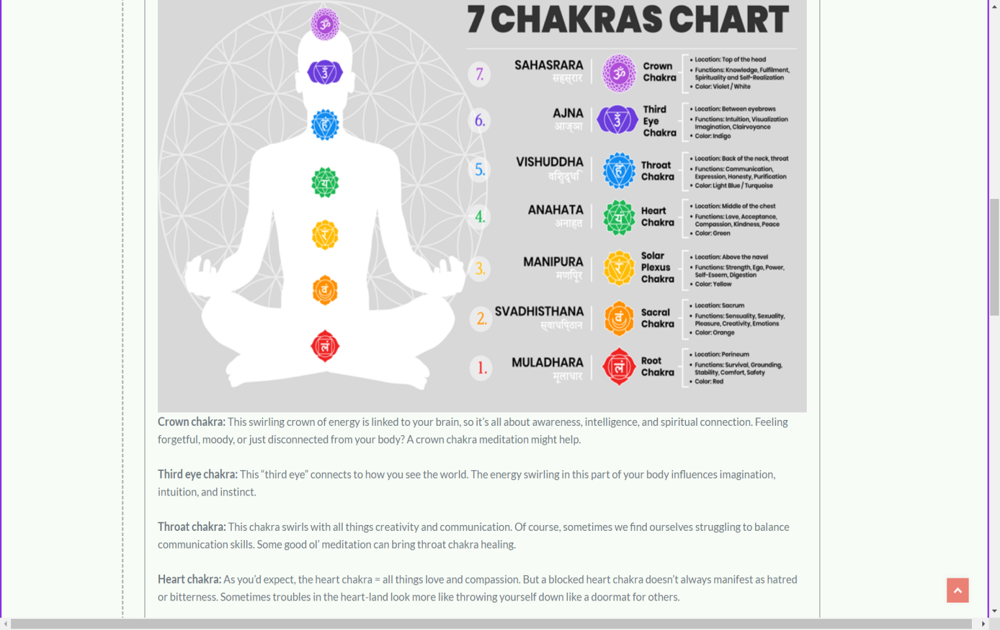 7 CHAKRAS CHART
ॐ
ॐ
हं
यं
रं
वं
लं
7.
SAHASRARA
सहस्रार
ॐ
Crown
Chakra
• Location: Top of the head
• Functions: Knowledge, Fulfilment,
Spirituality and Self-Realization
• Color: Violet / White
6.
AJNA
आज्ञा
ॐ
Third
Eye
Chakra
• Location: Between eyebrows
• Functions: Intuition, Visualization
Imagination, Clairvoyance
• Color: Indigo
5.
VISHUDDHA
वशिुद्धि
हं
Throat
Chakra
• Location: Back of the neck, throat
• Functions: Communication,
Expression, Honesty, Purification
• Color: Light Blue / Turquoise
4.
ANAHATA
अनाहत
यं
Heart
Chakra
• Location: Middle of the chest
• Functions: Love, Acceptance,
Compassion, Kindness, Peace
• Color: Green
3.
MANIPURA
मणपिूर
रं
Solar
Plexus
Chakra
• Location: Above the navel
• Functions: Strength, Ego, Power,
Self-Eseem, Digestion
• Color: Yellow
2.
SVADHISTHANA
स्वाधषि्ठान
वं
Sacral
Chakra
• Location: Sacrum
• Functions: Sensuality, Sexuality,
Pleasure, Creativity, Emotions
• Color: Orange
1.
MULADHARA
मूलाधार
लं
Root
Chakra
• Location: Perineum
• Functions: Survival, Grounding,
Stability, Comfort, Safety
• Color: Red
Crown chakra: This swirling crown of energy is linked to your brain, so it’s all about awareness, intelligence, and spiritual connection. Feeling
forgetful, moody, or just disconnected from your body? A crown chakra meditation might help.
Third eye chakra: This “third eye” connects to how you see the world. The energy swirling in this part of your body influences imagination,
intuition, and instinct.
Throat chakra: This chakra swirls with all things creativity and communication. Of course, sometimes we find ourselves struggling to balance
communication skills. Some good ol’ meditation can bring throat chakra healing.
Heart chakra: As you’d expect, the heart chakra = all things love and compassion. But a blocked heart chakra doesn’t always manifest as hatred
or bitterness. Sometimes troubles in the heart-land look more like throwing yourself down like a doormat for others.